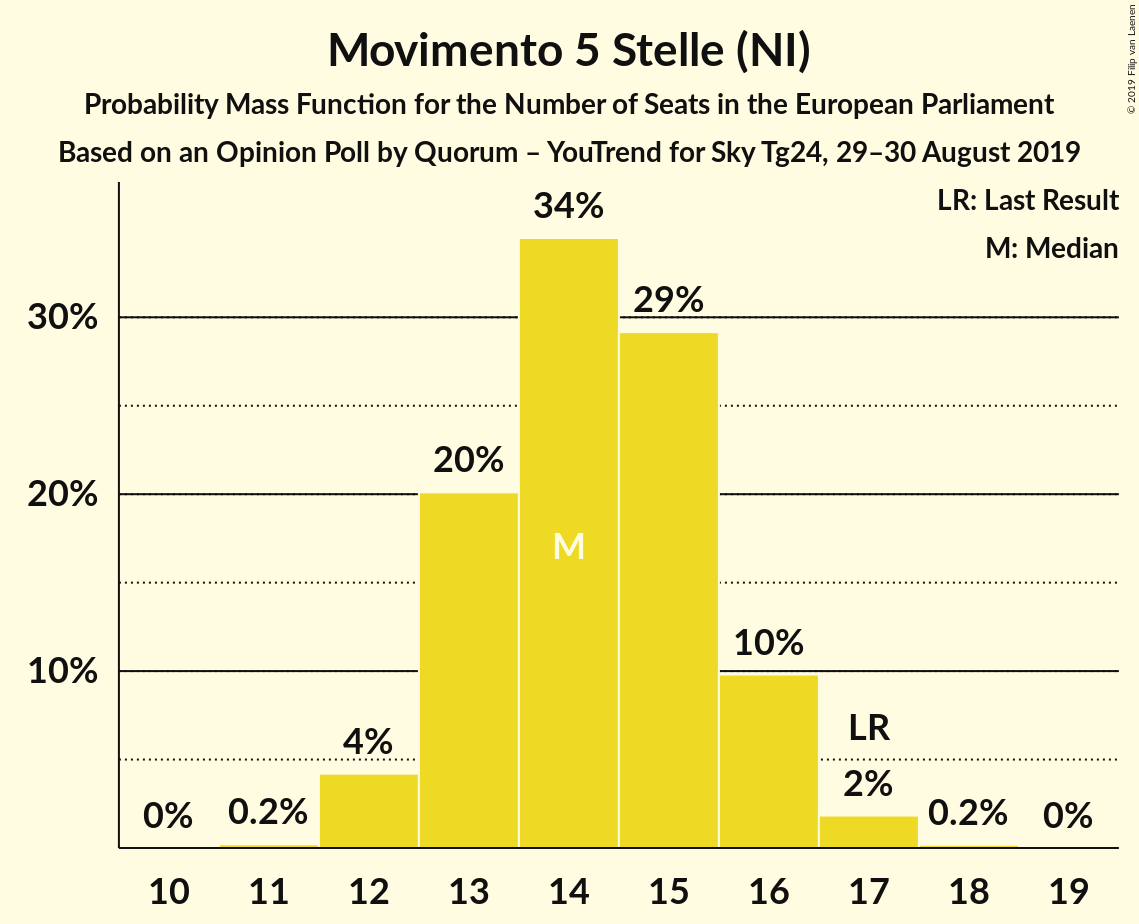 Movimento 5 Stelle (NI)
Probability Mass Function for the Number of Seats in the European Parliament
Based on an Opinion Poll by Quorum – YouTrend for Sky Tg24, 29–30 August 2019
© 2019 Filip van Laenen
LR: Last Result
M: Median
34%
29%
30%
20%
20%
M
10%
10%
LR
4%
2%
0%
0.2%
0.2%
0%
10 11 12 13 14 15 16 17 18 19